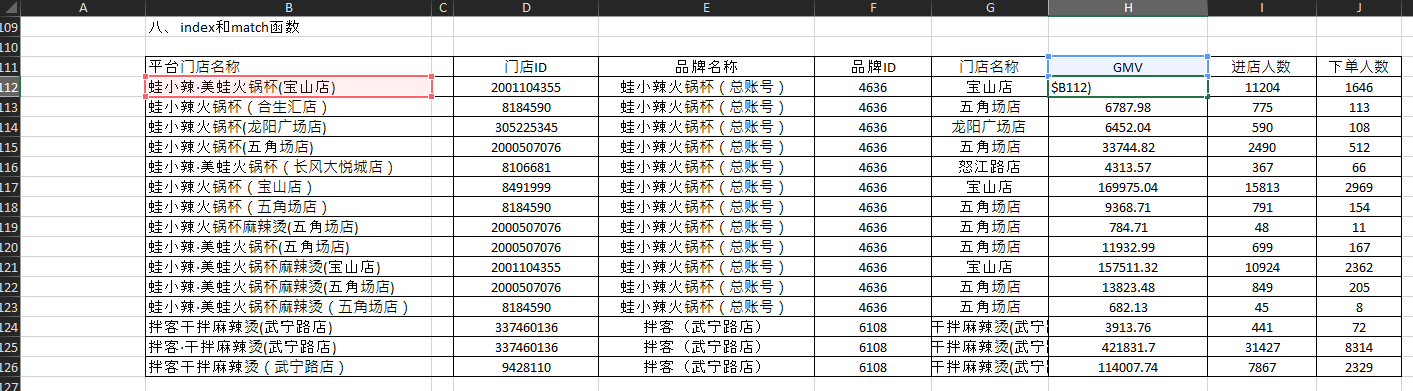 A B C D E F G H I J
109 八、index和match函数
110
111 平台门店名称 门店ID 品牌名称 品牌ID 门店名称 GMV 进店人数 下单人数
112 蛙小辣·美蛙火锅杯(宝山店) 2001104355 蛙小辣火锅杯（总账号） 4636 宝山店 $B112) 11204 1646
113 蛙小辣火锅杯（合生汇店） 8184590 蛙小辣火锅杯（总账号） 4636 五角场店 6787.98 775 113
114 蛙小辣火锅杯(龙阳广场店) 305225345 蛙小辣火锅杯（总账号） 4636 龙阳广场店 6452.04 590 108
115 蛙小辣火锅杯(五角场店) 2000507076 蛙小辣火锅杯（总账号） 4636 五角场店 33744.82 2490 512
116 蛙小辣·美蛙火锅杯（长风大悦城店） 8106681 蛙小辣火锅杯（总账号） 4636 怒江路店 4313.57 367 66
117 蛙小辣火锅杯（宝山店） 8491999 蛙小辣火锅杯（总账号） 4636 宝山店 169975.04 15813 2969
118 蛙小辣火锅杯（五角场店） 8184590 蛙小辣火锅杯（总账号） 4636 五角场店 9368.71 791 154
119 蛙小辣火锅杯麻辣烫(五角场店) 2000507076 蛙小辣火锅杯（总账号） 4636 五角场店 784.71 48 11
120 蛙小辣·美蛙火锅杯(五角场店) 2000507076 蛙小辣火锅杯（总账号） 4636 五角场店 11932.99 699 167
121 蛙小辣·美蛙火锅杯麻辣烫(宝山店) 2001104355 蛙小辣火锅杯（总账号） 4636 宝山店 157511.32 10924 2362
122 蛙小辣·美蛙火锅杯麻辣烫(五角场店) 2000507076 蛙小辣火锅杯（总账号） 4636 五角场店 13823.48 849 205
123 蛙小辣·美蛙火锅杯麻辣烫（五角场店） 8184590 蛙小辣火锅杯（总账号） 4636 五角场店 682.13 45 8
124 拌客干拌麻辣烫(武宁路店) 337460136 拌客（武宁路店） 6108 干拌麻辣烫(武宁 3913.76 441 72
125 拌客·干拌麻辣烫(武宁路店) 337460136 拌客（武宁路店） 6108 干拌麻辣烫(武宁 421831.7 31427 8314
126 拌客干拌麻辣烫（武宁路店） 9428110 拌客（武宁路店） 6108 干拌麻辣烫(武宁 114007.74 7867 2329
127